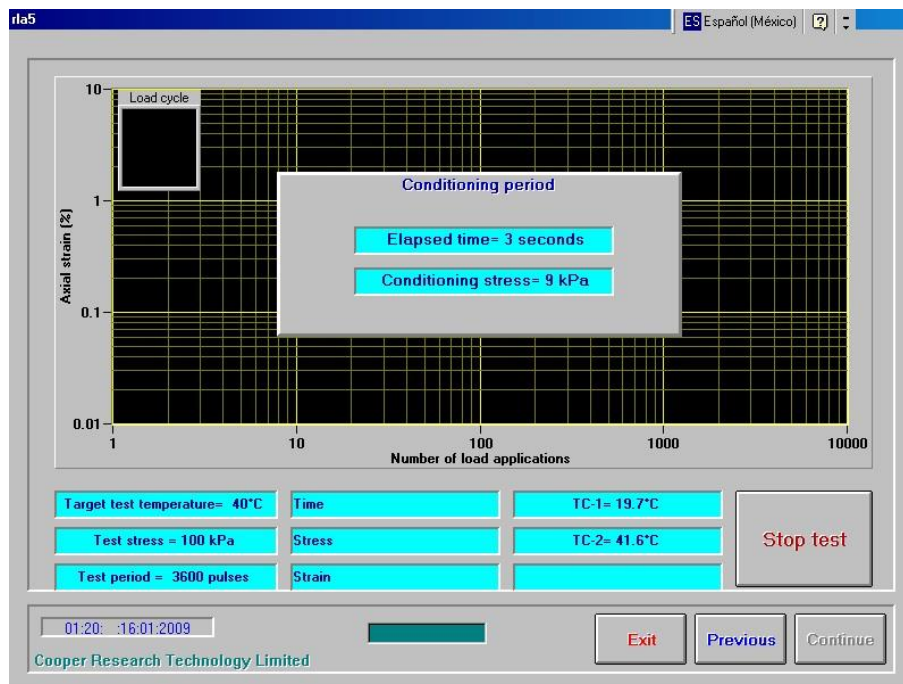 rla5
ES Español (México)
10
Load cycle
Conditioning period
1
Elapsed time= 3 seconds
Conditioning stress= 9 kPa
Axial strain (%)
0.1
0.01
1 10 100 1000 10000
Number of load applications
Target test temperature= 40°C Time TC-1= 19.7°C
Test stress = 100 kPa Stress TC-2= 41.6°C
Stop test
Test period = 3600 pulses Strain
01:20: :16:01:2009
Exit Previous Continue
Cooper Research Technology Limited